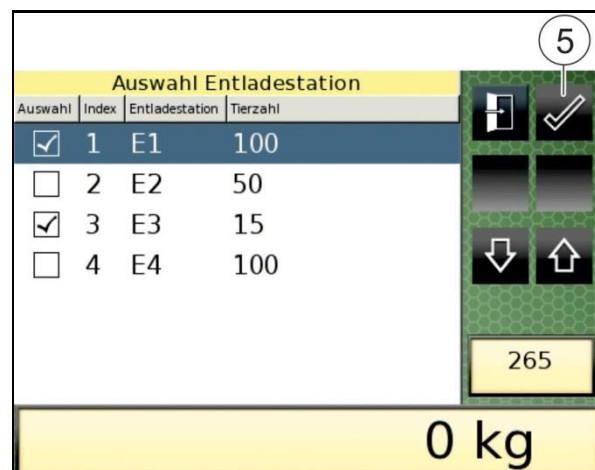 5
Auswahl Entladestation
Auswahl Index Entladestation Tierzahl
1 E1 100
2 E2 50
3 E3 15
4 E4 100
265
0 kg